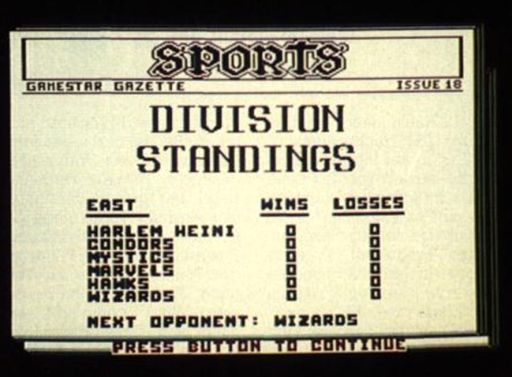 SPORTS
GAMESTAR GAZETTE ISSUE 18
DIVISION
STANDINGS
EAST WINS LOSSES
HARLEM HEINI 0 0
CONDORS 0 0
MYSTICS 0 0
MARVELS 0 0
HAWKS 0 0
WIZARDS 0 0
NEXT OPPONENT: WIZARDS
PRESS BUTTON TO CONTINUE